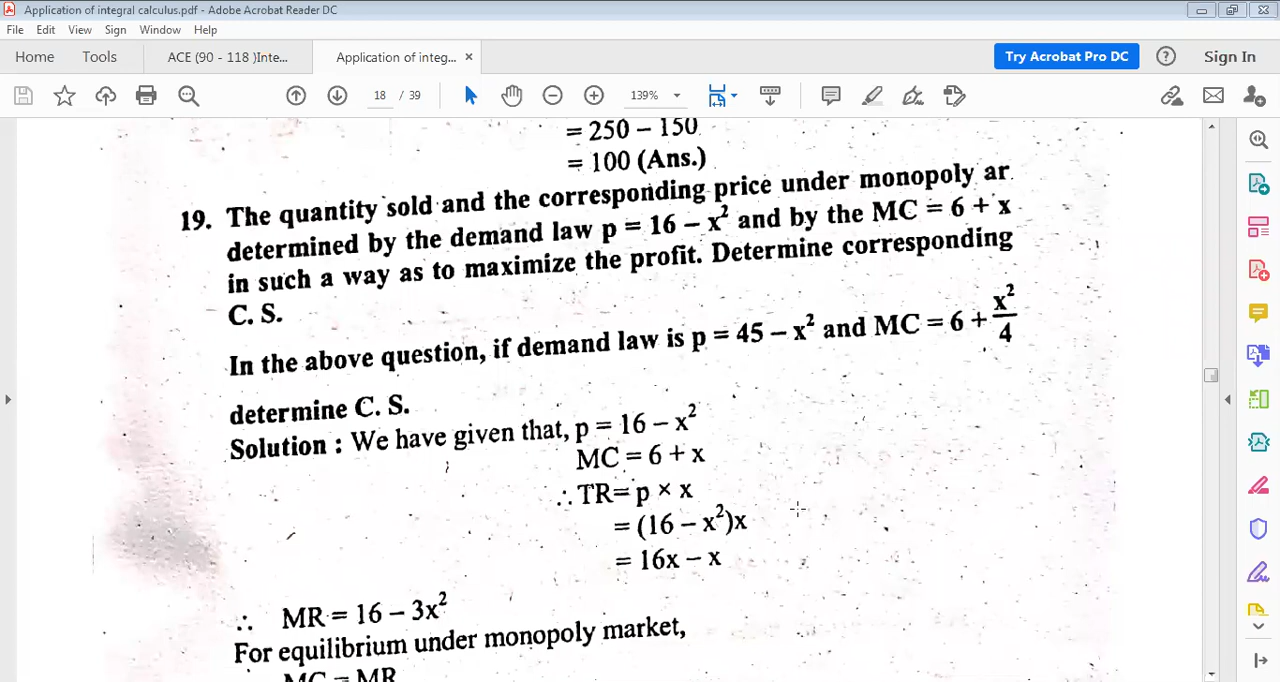 Application of integral calculus.pdf - Adobe Acrobat Reader DC
File Edit View Sign Window Help
Home Tools ACE (90 - 118 )Inte... Application of integ... ×
Try Acrobat Pro DC Sign In
18 / 39 139%
= 250 – 150
= 100 (Ans.)
19. The quantity sold and the corresponding price under monopoly ar
determined by the demand law p = 16 – x² and by the MC = 6 + x
in such a way as to maximize the profit. Determine corresponding
C. S.
In the above question, if demand law is p = 45 – x² and MC = 6 + x²/4
determine C. S.
Solution : We have given that, p = 16 – x²
MC = 6 + x
∴ TR = p × x
= (16 – x²)x
= 16x – x
∴ MR = 16 – 3x²
For equilibrium under monopoly market,
MC = MR